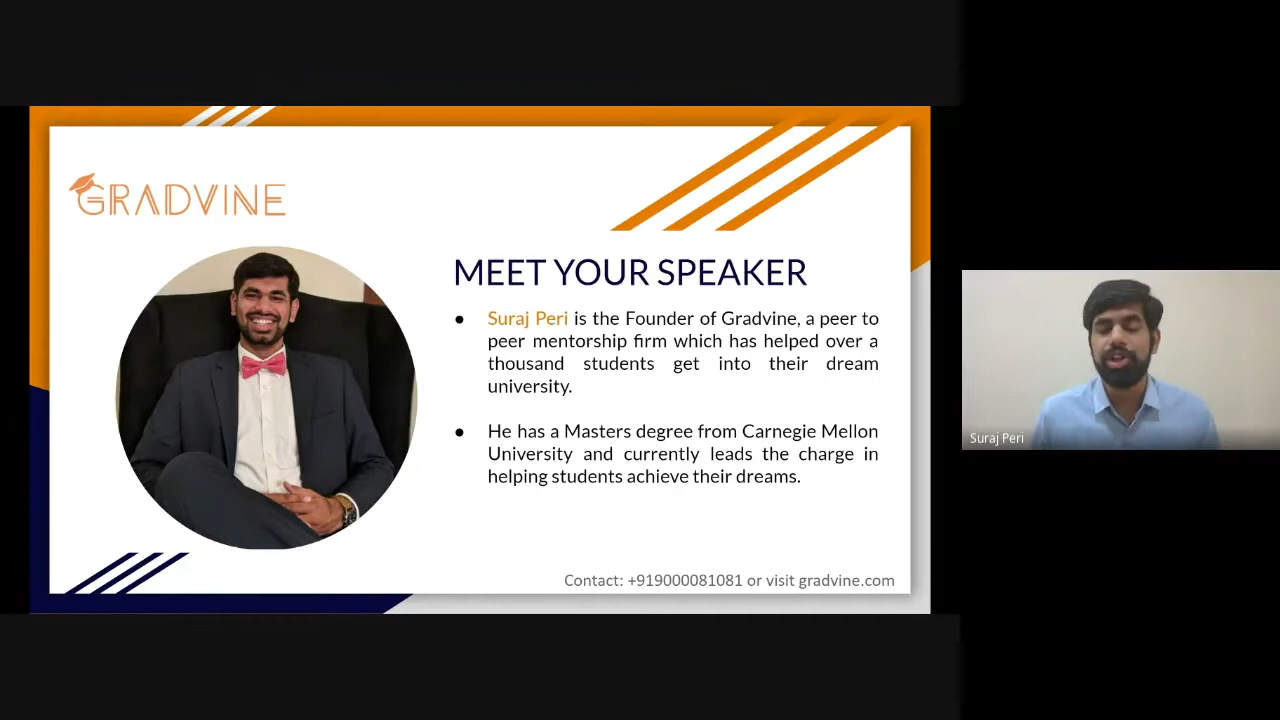 GRADVINE
MEET YOUR SPEAKER
● Suraj Peri is the Founder of Gradvine, a peer to
peer mentorship firm which has helped over a
thousand students get into their dream
university.
● He has a Masters degree from Carnegie Mellon
University and currently leads the charge in
helping students achieve their dreams.
Contact: +919000081081 or visit gradvine.com
Suraj Peri